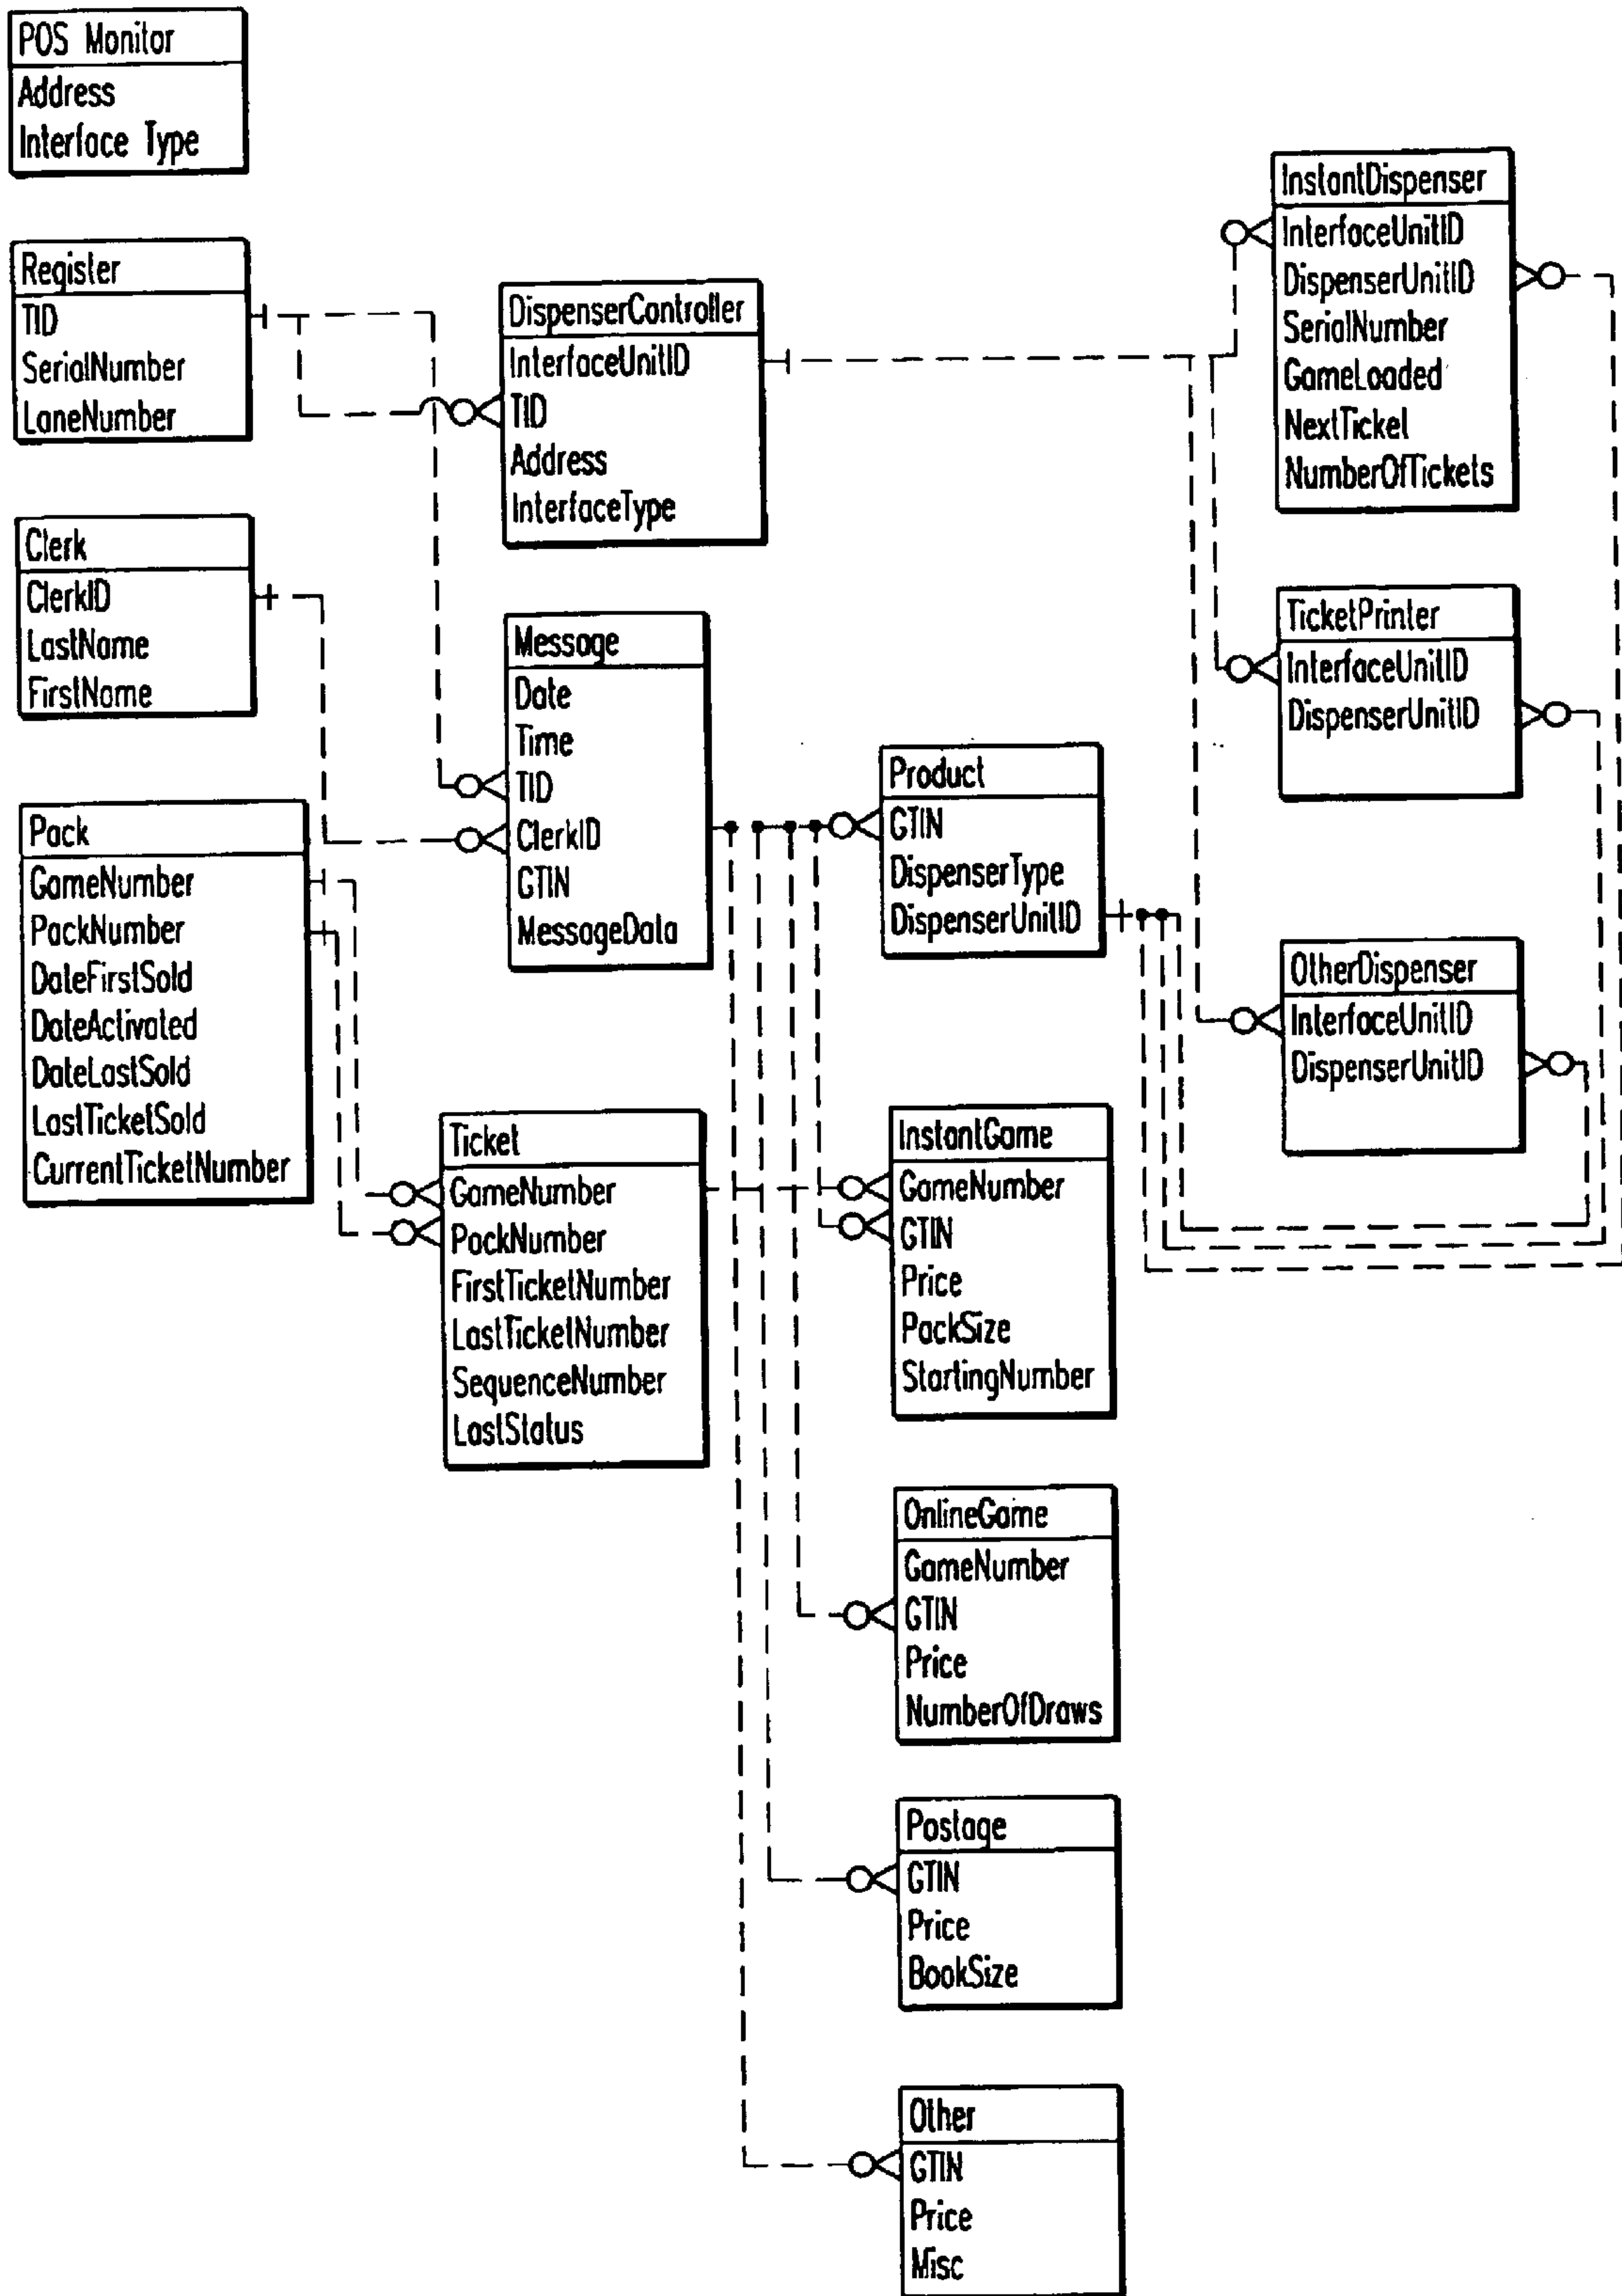 POS Monitor
Address
Interface Type
Register
TID
SerialNumber
LaneNumber
Clerk
ClerkID
LastName
FirstName
Pack
GameNumber
PackNumber
DateFirstSold
DateActivated
DateLastSold
LastTicketSold
CurrentTicketNumber
DispenserController
InterfaceUnitID
TID
Address
InterfaceType
Message
Date
Time
TID
ClerkID
GTIN
MessageData
Ticket
GameNumber
PackNumber
FirstTicketNumber
LastTicketNumber
SequenceNumber
LastStatus
Product
GTIN
DispenserType
DispenserUnitID
InstantGame
GameNumber
GTIN
Price
PackSize
StartingNumber
OnlineGame
GameNumber
GTIN
Price
NumberOfDraws
Postage
GTIN
Price
BookSize
Other
GTIN
Price
Misc
InstantDispenser
InterfaceUnitID
DispenserUnitID
SerialNumber
GameLoaded
NextTicket
NumberOfTickets
TicketPrinter
InterfaceUnitID
DispenserUnitID
OtherDispenser
InterfaceUnitID
DispenserUnitID